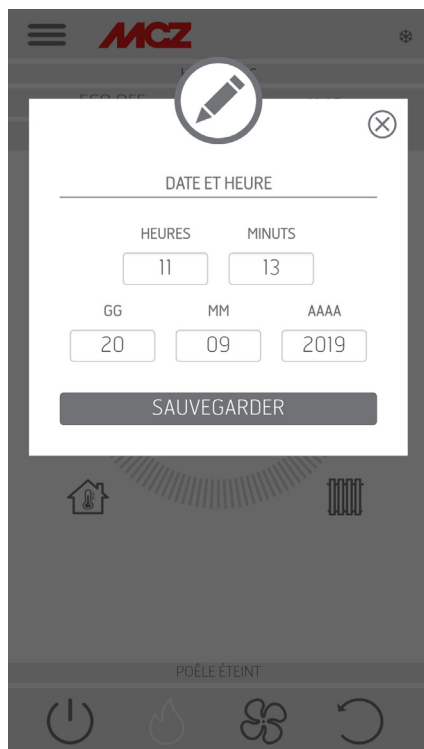 MCZ
DATE ET HEURE
HEURES MINUTS
11 13
GG MM AAAA
20 09 2019
SAUVEGARDER
POÊLE ÉTEINT